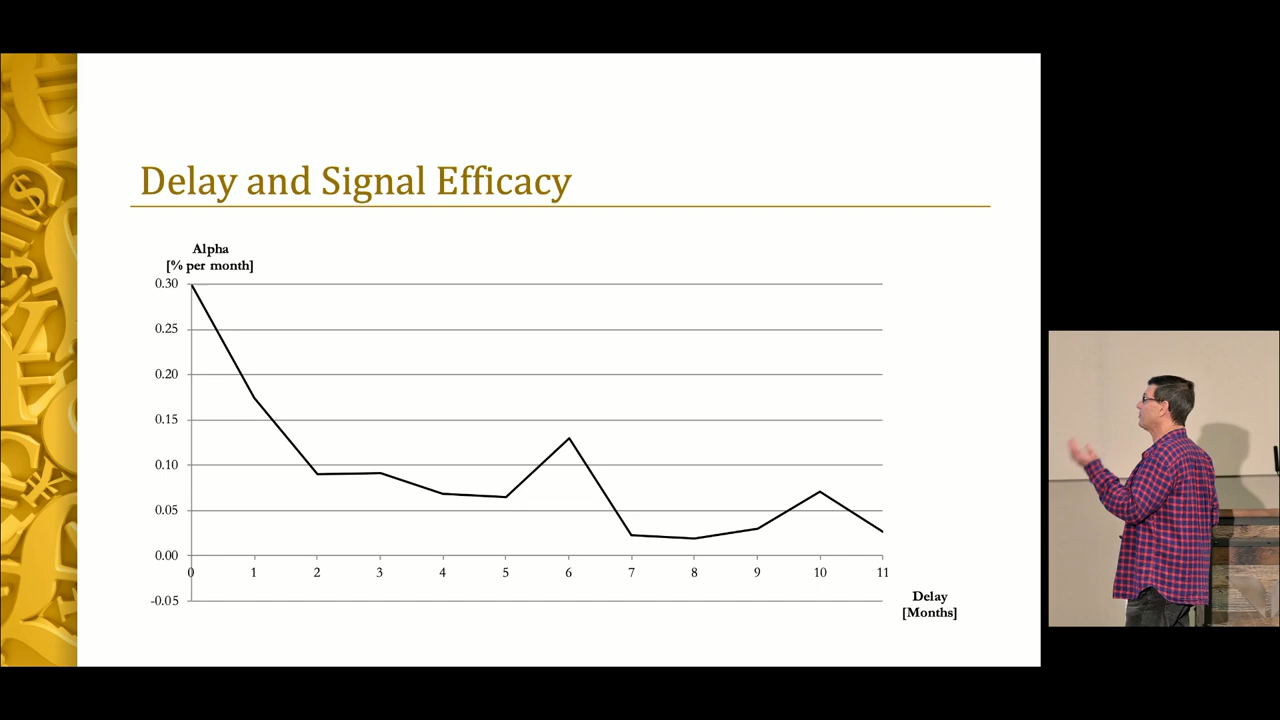 Delay and Signal Efficacy
Alpha
[% per month]
0.30
0.25
0.20
0.15
0.10
0.05
0.00
-0.05
0 1 2 3 4 5 6 7 8 9 10 11
Delay
[Months]